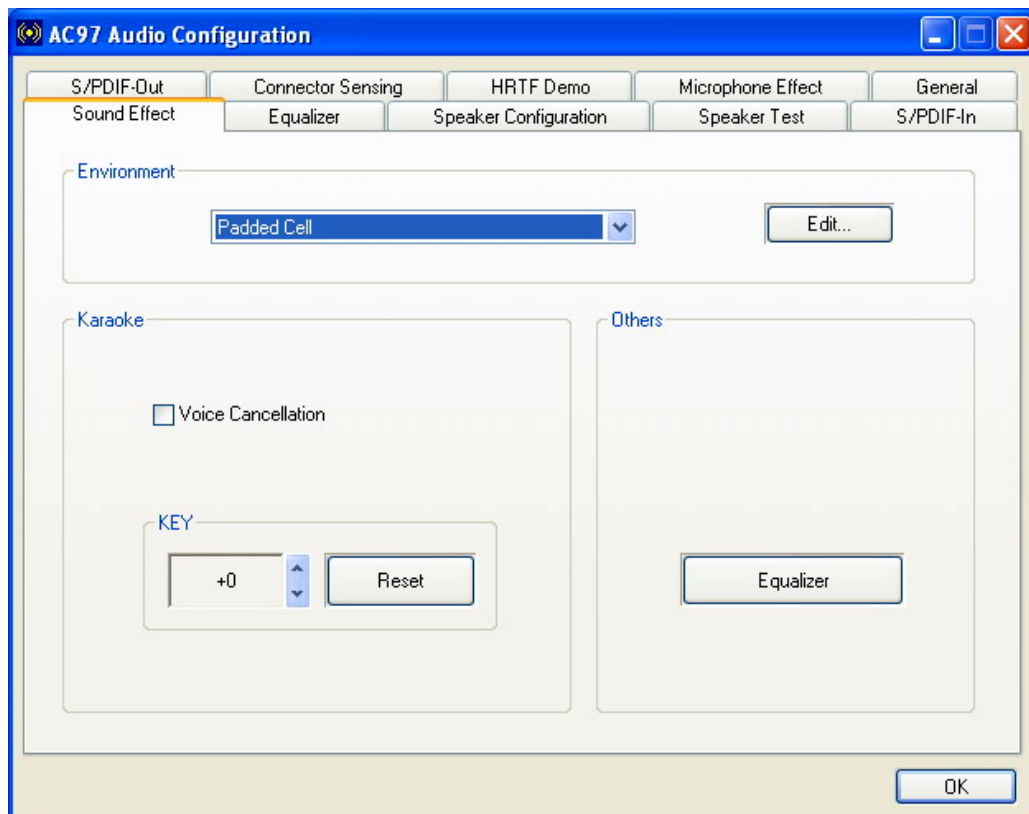 AC97 Audio Configuration
S/PDIF-Out Connector Sensing HRTF Demo Microphone Effect General
Sound Effect Equalizer Speaker Configuration Speaker Test S/PDIF-In
Environment
Padded Cell Edit...
Karaoke
Others
Voice Cancellation
KEY
+0 Reset
Equalizer
OK